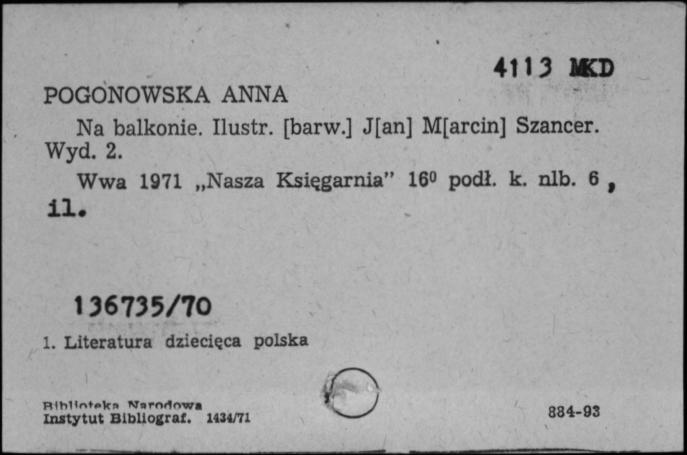 4113 MKD
POGONOWSKA ANNA
Na balkonie. Ilustr. [barw.] J[an] M[arcin] Szancer.
Wyd. 2.
Wwa 1971 „Nasza Księgarnia” 16⁰ podł. k. nlb. 6 ,
il.
136735/70
1. Literatura dziecięca polska
Biblioteka Narodowa
Instytut Bibliograf. 1434/71
884-93